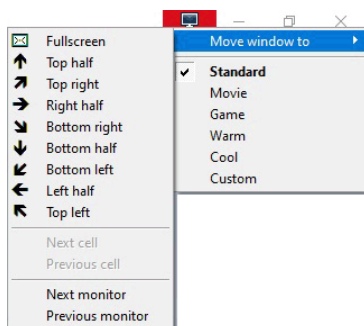 Move window to
Standard
Movie
Game
Warm
Cool
Custom
Fullscreen
Top half
Top right
Right half
Bottom right
Bottom half
Bottom left
Left half
Top left
Next cell
Previous cell
Next monitor
Previous monitor